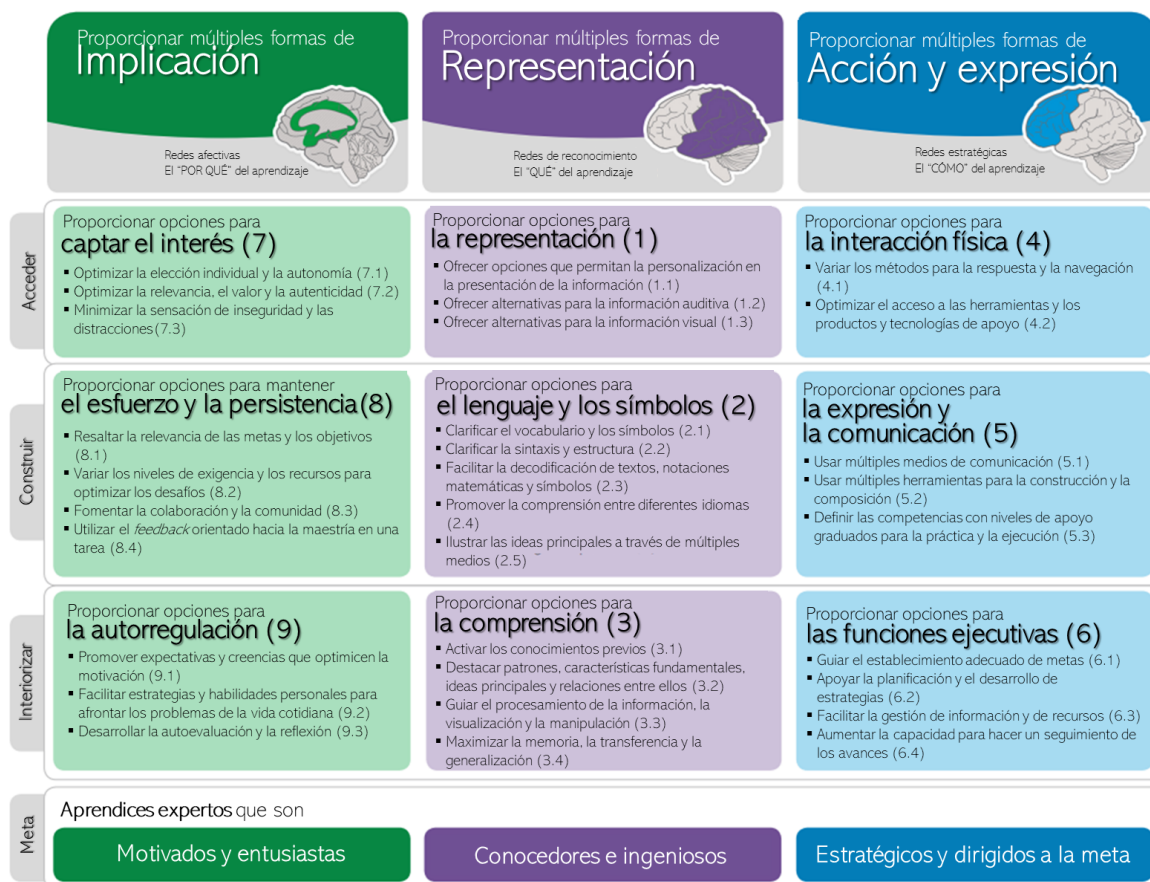 Proporcionar múltiples formas de
Implicación
Redes afectivas
El “POR QUÉ” del aprendizaje
Proporcionar múltiples formas de
Representación
Redes de reconocimiento
El “QUÉ” del aprendizaje
Proporcionar múltiples formas de
Acción y expresión
Redes estratégicas
El “CÓMO” del aprendizaje
Acceder
Proporcionar opciones para
captar el interés (7)
▪ Optimizar la elección individual y la autonomía (7.1)
▪ Optimizar la relevancia, el valor y la autenticidad (7.2)
▪ Minimizar la sensación de inseguridad y las
distracciones (7.3)
Proporcionar opciones para
la representación (1)
▪ Ofrecer opciones que permitan la personalización en
la presentación de la información (1.1)
▪ Ofrecer alternativas para la información auditiva (1.2)
▪ Ofrecer alternativas para la información visual (1.3)
Proporcionar opciones para
la interacción física (4)
▪ Variar los métodos para la respuesta y la navegación
(4.1)
▪ Optimizar el acceso a las herramientas y los
productos y tecnologías de apoyo (4.2)
Construir
Proporcionar opciones para mantener
el esfuerzo y la persistencia (8)
▪ Resaltar la relevancia de las metas y los objetivos
(8.1)
▪ Variar los niveles de exigencia y los recursos para
optimizar los desafíos (8.2)
▪ Fomentar la colaboración y la comunidad (8.3)
▪ Utilizar el feedback orientado hacia la maestría en una
tarea (8.4)
Proporcionar opciones para
el lenguaje y los símbolos (2)
▪ Clarificar el vocabulario y los símbolos (2.1)
▪ Clarificar la sintaxis y estructura (2.2)
▪ Facilitar la decodificación de textos, notaciones
matemáticas y símbolos (2.3)
▪ Promover la comprensión entre diferentes idiomas
(2.4)
▪ Ilustrar las ideas principales a través de múltiples
medios (2.5)
Proporcionar opciones para
la expresión y
la comunicación (5)
▪ Usar múltiples medios de comunicación (5.1)
▪ Usar múltiples herramientas para la construcción y la
composición (5.2)
▪ Definir las competencias con niveles de apoyo
graduados para la práctica y la ejecución (5.3)
Interiorizar
Proporcionar opciones para
la autorregulación (9)
▪ Promover expectativas y creencias que optimicen la
motivación (9.1)
▪ Facilitar estrategias y habilidades personales para
afrontar los problemas de la vida cotidiana (9.2)
▪ Desarrollar la autoevaluación y la reflexión (9.3)
Proporcionar opciones para
la comprensión (3)
▪ Activar los conocimientos previos (3.1)
▪ Destacar patrones, características fundamentales,
ideas principales y relaciones entre ellos (3.2)
▪ Guiar el procesamiento de la información, la
visualización y la manipulación (3.3)
▪ Maximizar la memoria, la transferencia y la
generalización (3.4)
Proporcionar opciones para
las funciones ejecutivas (6)
▪ Guiar el establecimiento adecuado de metas (6.1)
▪ Apoyar la planificación y el desarrollo de
estrategias (6.2)
▪ Facilitar la gestión de información y de recursos (6.3)
▪ Aumentar la capacidad para hacer un seguimiento de
los avances (6.4)
Meta
Aprendices expertos que son
Motivados y entusiastas
Conocedores e ingeniosos
Estratégicos y dirigidos a la meta